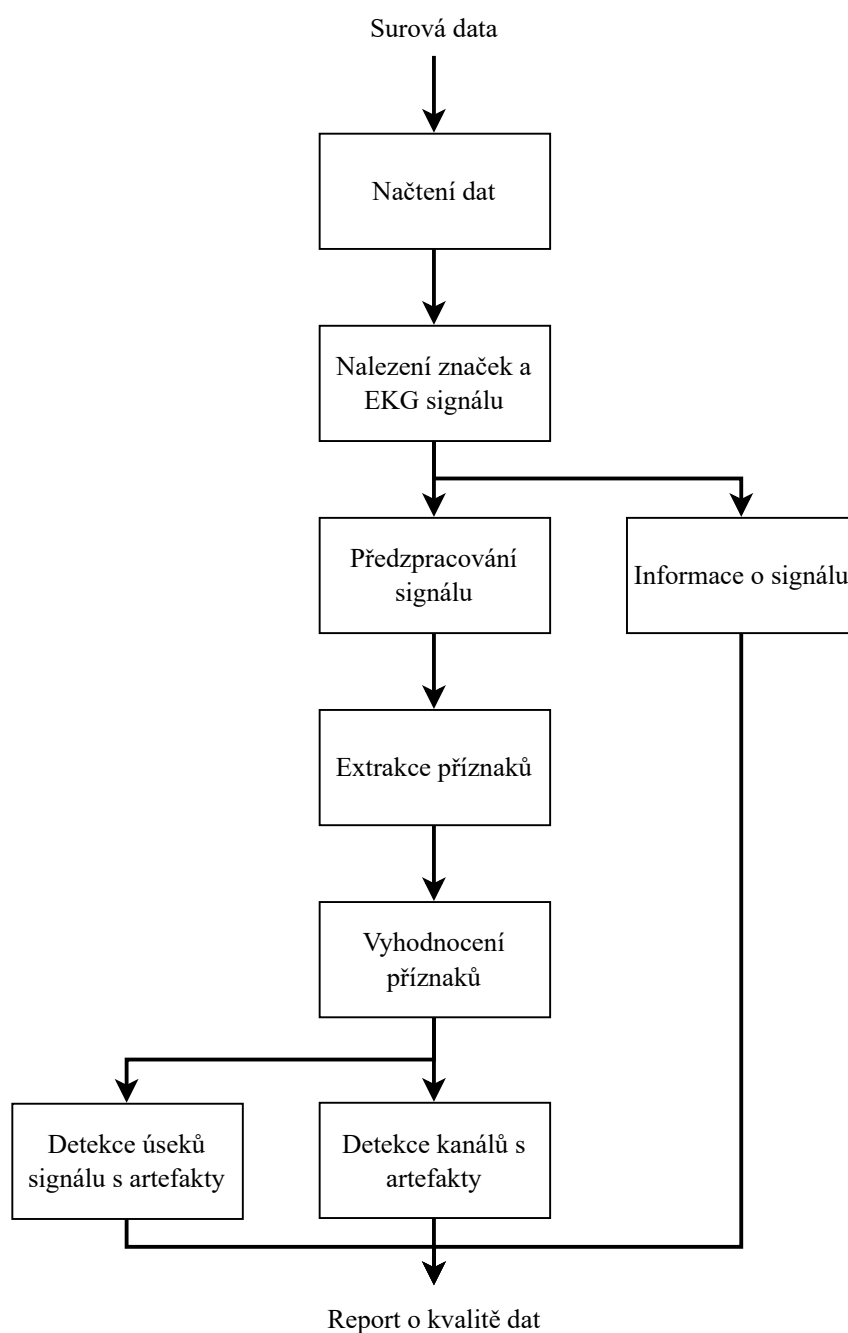 Surová data
Načtení dat
Nalezení značek a
EKG signálu
Předzpracování
signálu
Informace o signálu
Extrakce příznaků
Vyhodnocení
příznaků
Detekce úseků
signálu s artefakty
Detekce kanálů s
artefakty
Report o kvalitě dat